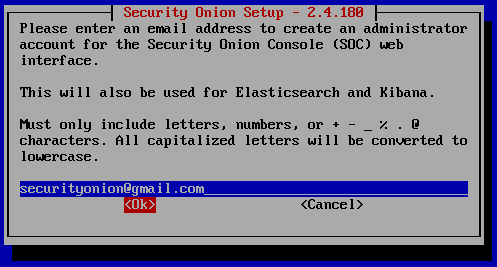 Security Onion Setup - 2.4.180
Please enter an email address to create an administrator
account for the Security Onion Console (SOC) web
interface.
This will also be used for Elasticsearch and Kibana.
Must only include letters, numbers, or + - _ % . @
characters. All capitalized letters will be converted to
lowercase.
securityonion@gmail.com
<Ok> <Cancel>